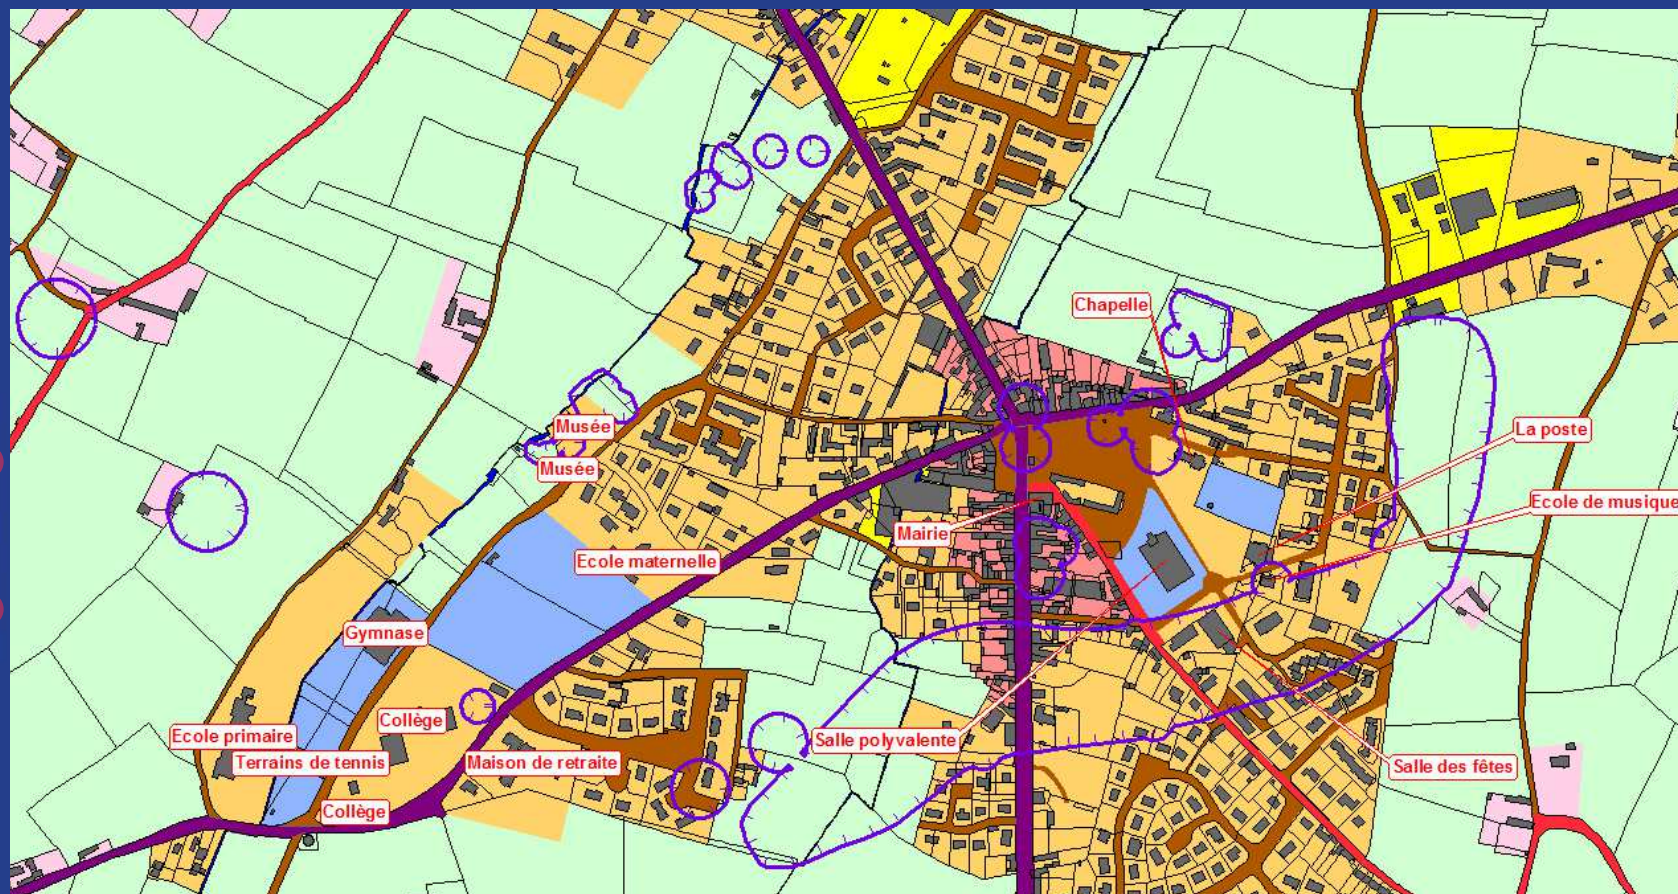 Chapelle
Musée
La poste
Musée
Ecole de musique
Mairie
Ecole maternelle
Gymnase
Collège
Ecole primaire
Salle polyvalente
Terrains de tennis
Maison de retraite
Salle des fêtes
Collège